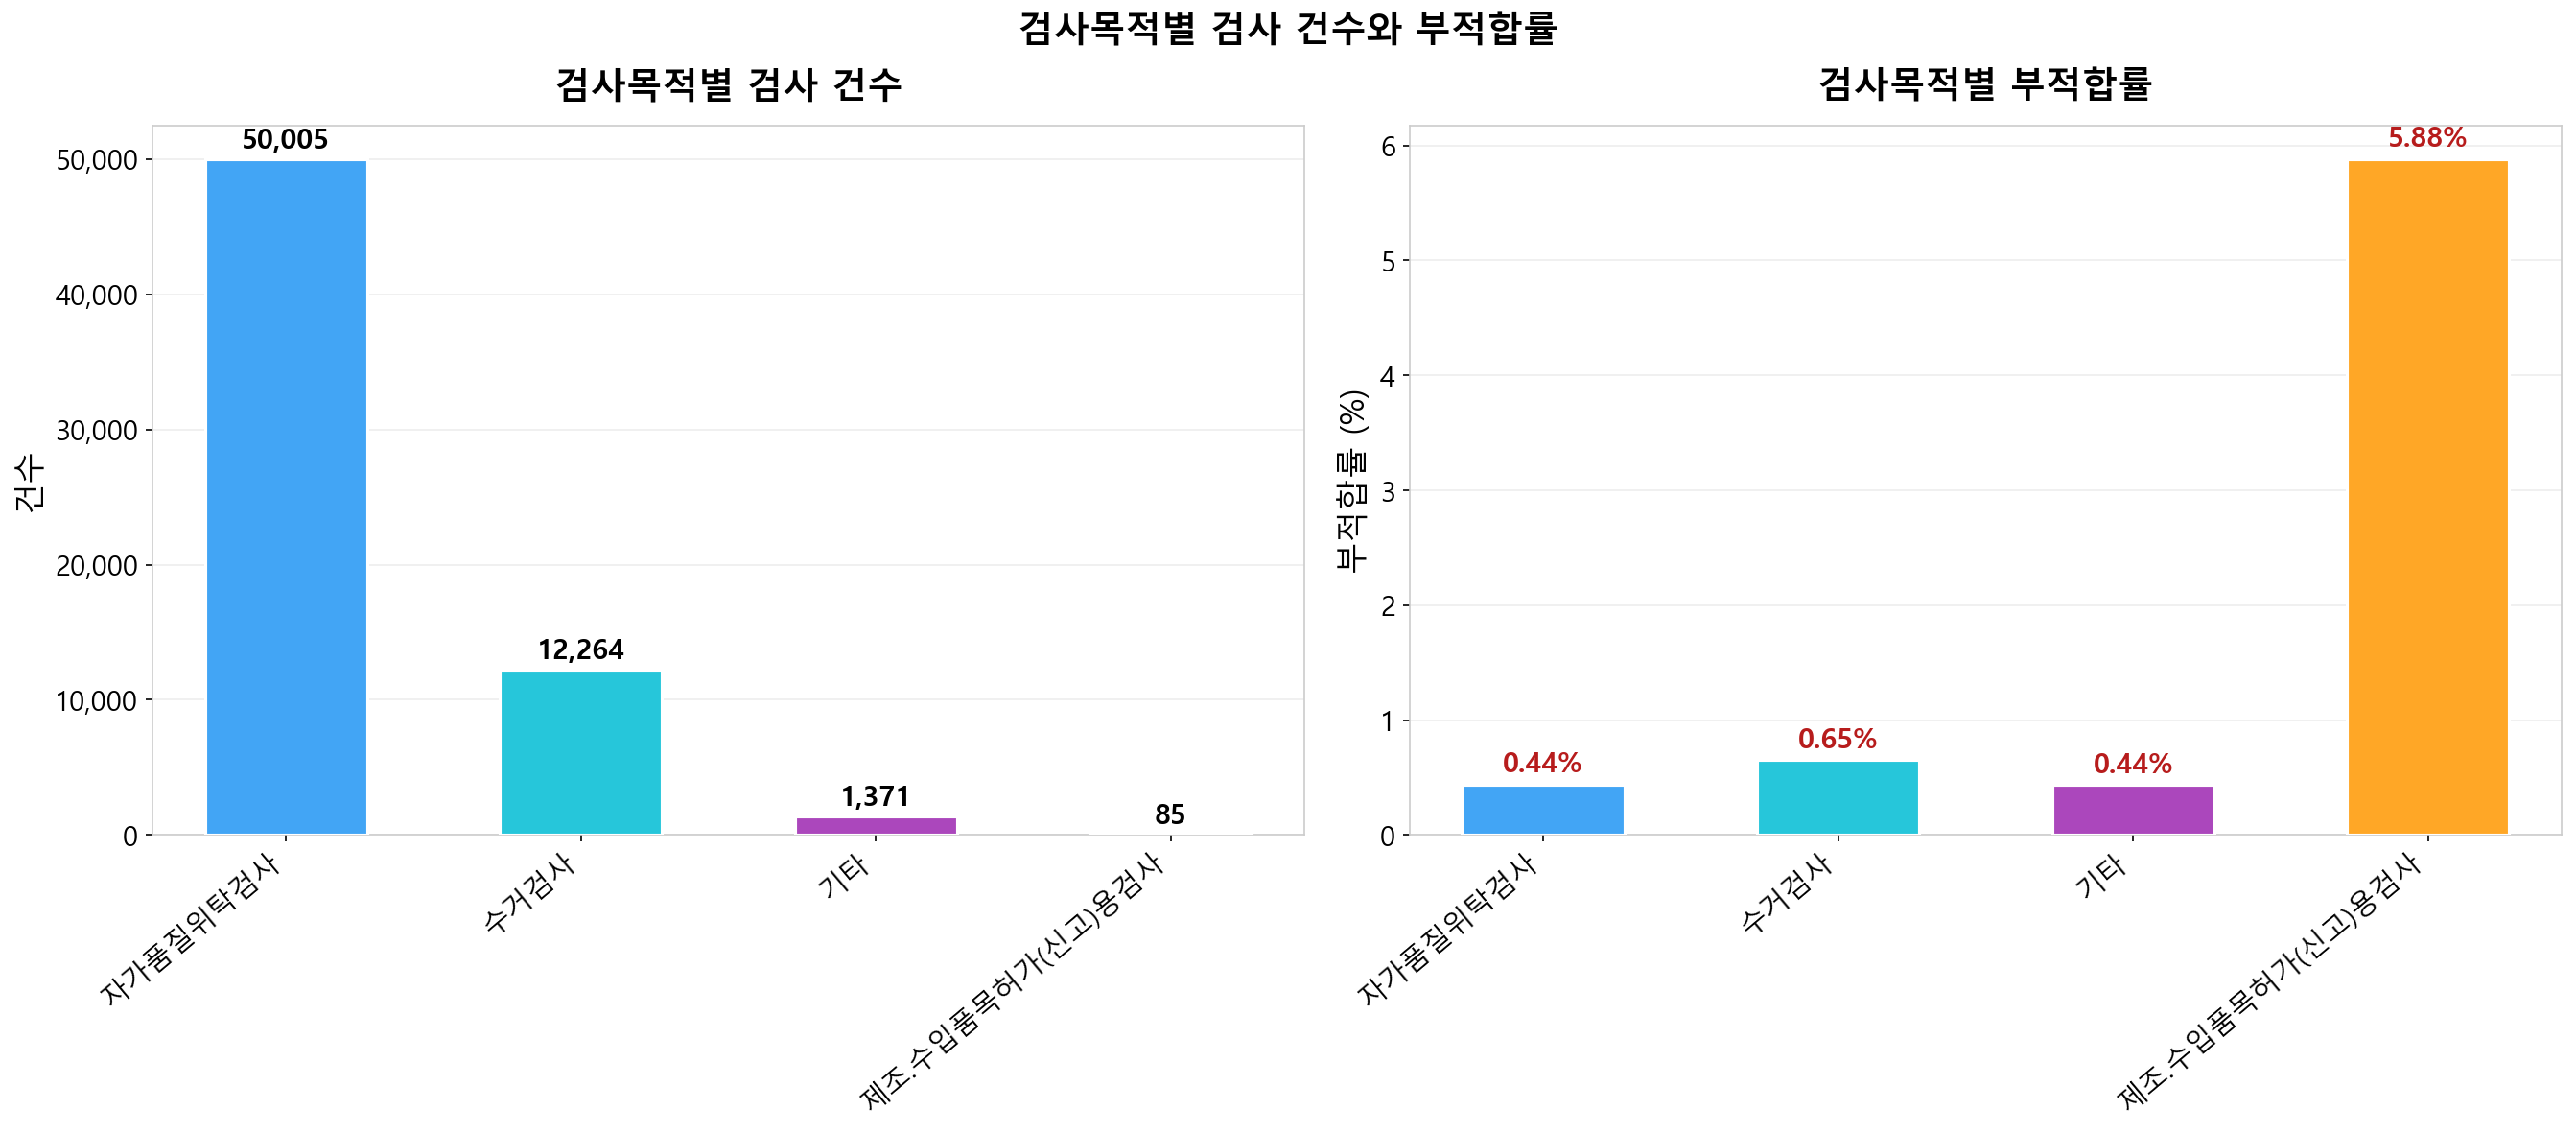 검사목적별 검사 건수와 부적합률
검사목적별 검사 건수
건수
50,000
40,000
30,000
20,000
10,000
0
50,005
12,264
1,371
85
자가품질위탁검사
수거검사
기타
제조.수입품목허가(신고)용검사
검사목적별 부적합률
부적합률 (%)
6
5
4
3
2
1
0
0.44%
0.65%
0.44%
5.88%
자가품질위탁검사
수거검사
기타
제조.수입품목허가(신고)용검사